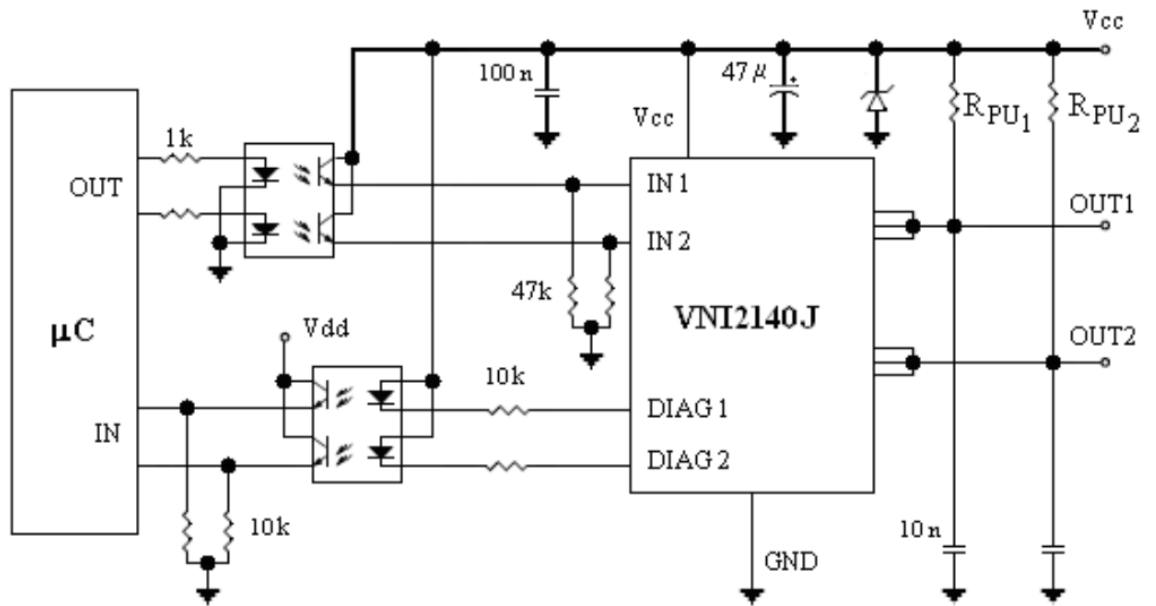 Vcc
100 n
47 μ
RPU1
RPU2
Vcc
1k
OUT
IN 1
OUT1
IN 2
47k
VNI2140J
μC
Vdd
OUT2
10k
DIAG 1
IN
DIAG 2
10k
10 n
GND